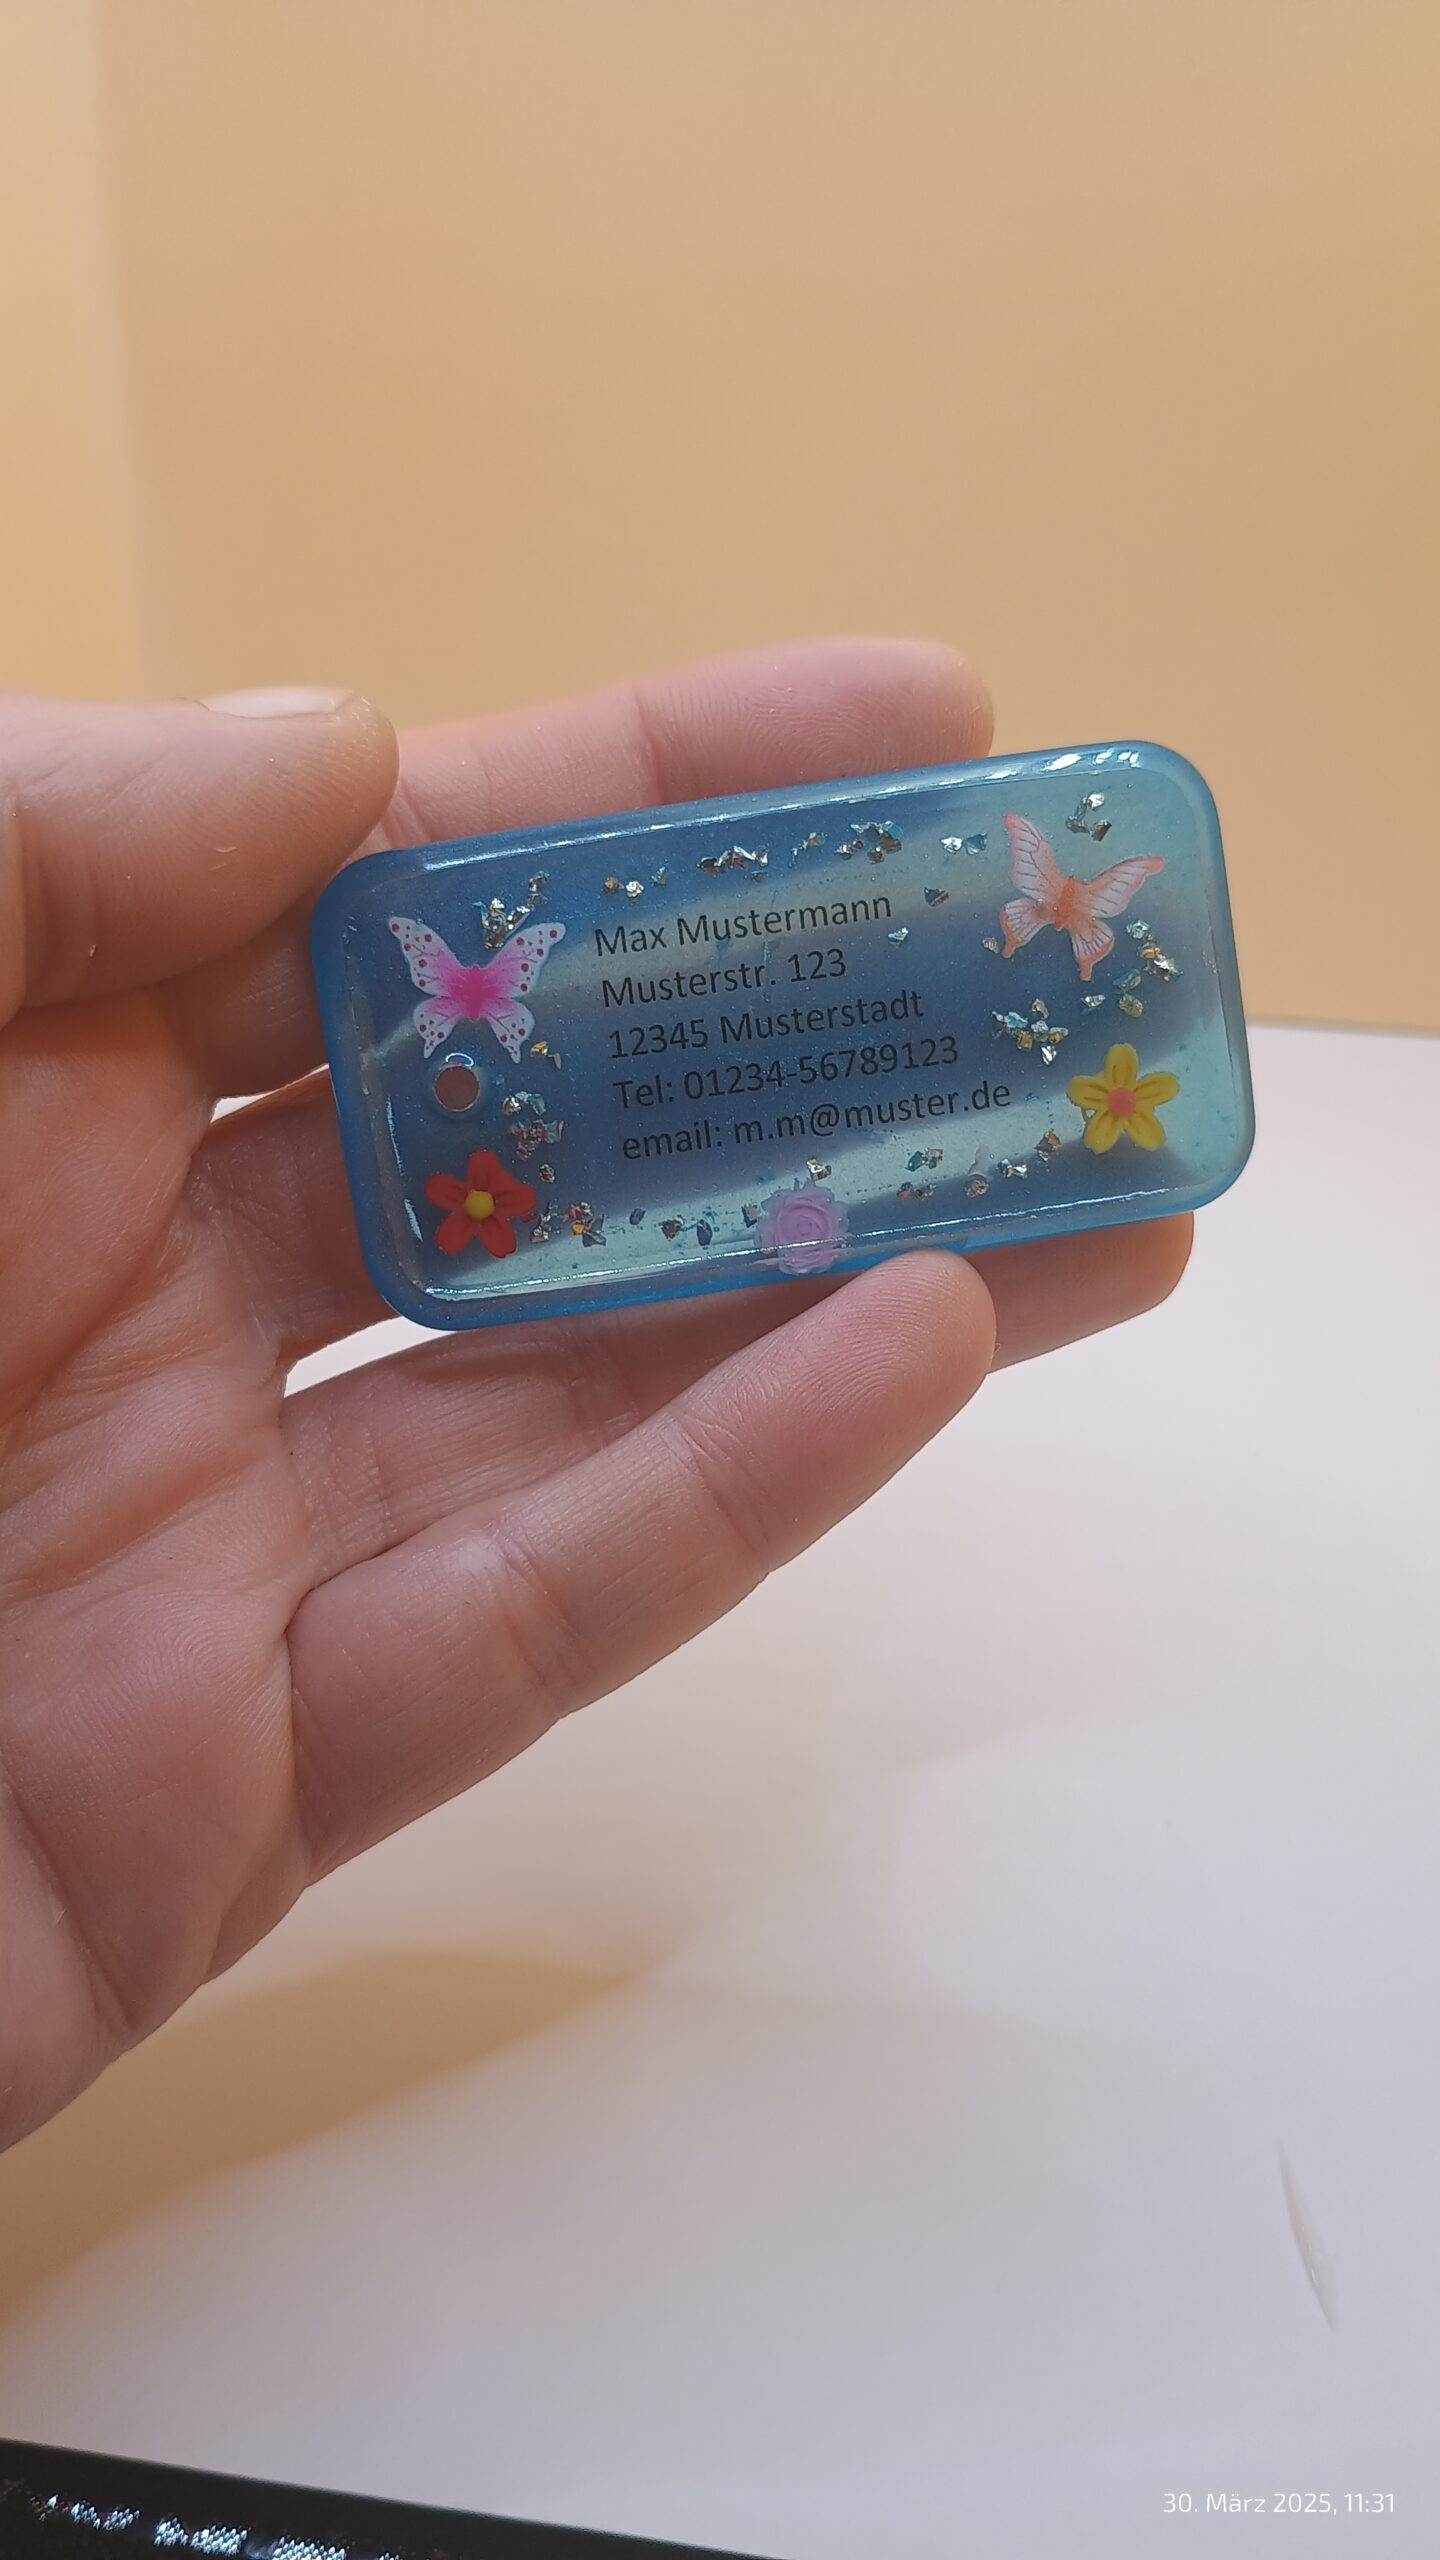 Max Mustermann
Musterstr. 123
12345 Musterstadt
Tel: 01234-56789123
email: m.m@muster.de
30. März 2025, 11:31